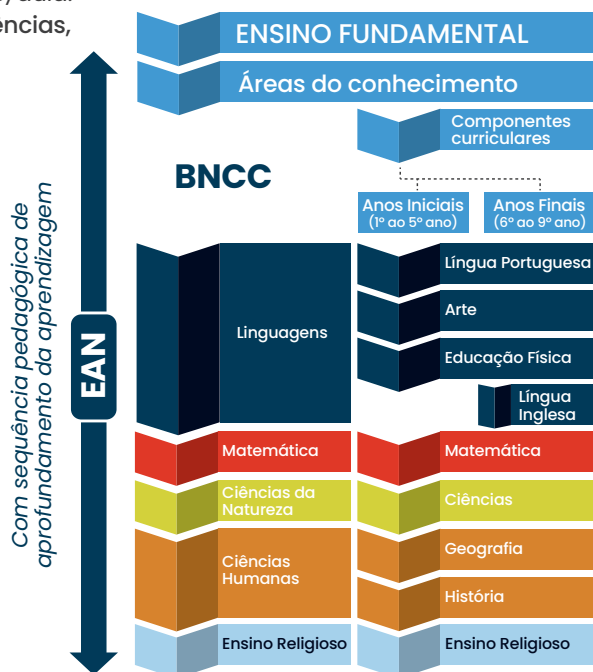 ências,
ENSINO FUNDAMENTAL
Áreas do conhecimento
Componentes
curriculares
BNCC
Anos Iniciais
(1º ao 5º ano)
Anos Finais
(6º ao 9º ano)
Com sequência pedagógica de
aprofundamento da aprendizagem
EAN
Linguagens
Língua Portuguesa
Arte
Educação Física
Língua
Inglesa
Matemática
Matemática
Ciências da
Natureza
Ciências
Ciências
Humanas
Geografia
História
Ensino Religioso
Ensino Religioso